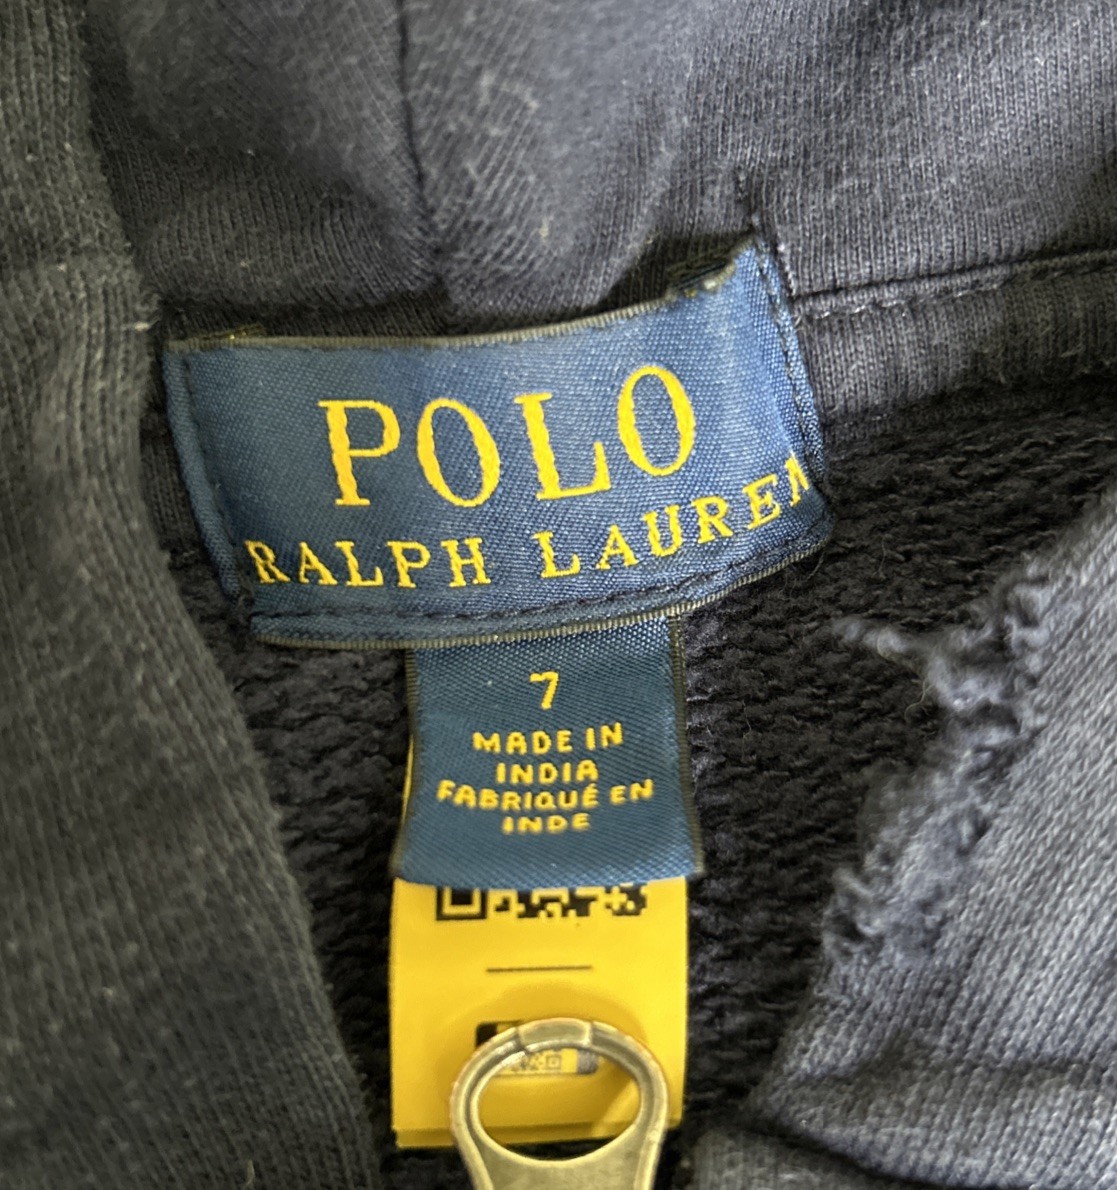 POLO
RALPH LAUREN
7
MADE IN
INDIA
FABRIQUÉ EN
INDE